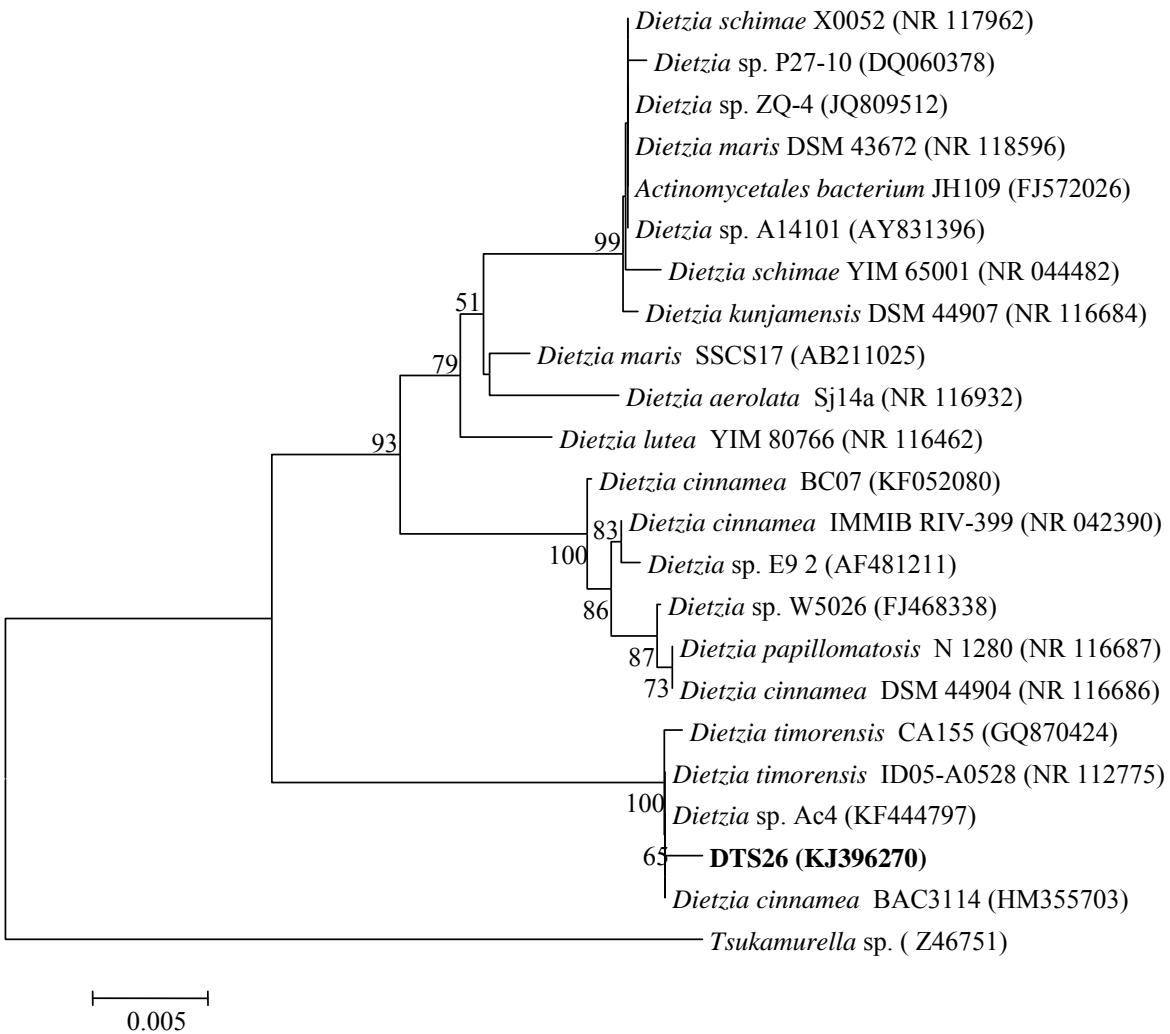 Dietzia schimae X0052 (NR 117962)
Dietzia sp. P27-10 (DQ060378)
Dietzia sp. ZQ-4 (JQ809512)
Dietzia maris DSM 43672 (NR 118596)
Actinomycetales bacterium JH109 (FJ572026)
Dietzia sp. A14101 (AY831396)
99
Dietzia schimae YIM 65001 (NR 044482)
51
Dietzia kunjamensis DSM 44907 (NR 116684)
Dietzia maris SSCS17 (AB211025)
79
Dietzia aerolata Sj14a (NR 116932)
93
Dietzia lutea YIM 80766 (NR 116462)
Dietzia cinnamea BC07 (KF052080)
83
Dietzia cinnamea IMMIB RIV-399 (NR 042390)
100
Dietzia sp. E9 2 (AF481211)
86
Dietzia sp. W5026 (FJ468338)
87
Dietzia papillomatosis N 1280 (NR 116687)
73
Dietzia cinnamea DSM 44904 (NR 116686)
Dietzia timorensis CA155 (GQ870424)
Dietzia timorensis ID05-A0528 (NR 112775)
100
Dietzia sp. Ac4 (KF444797)
65
DTS26 (KJ396270)
Dietzia cinnamea BAC3114 (HM355703)
Tsukamurella sp. ( Z46751)
0.005